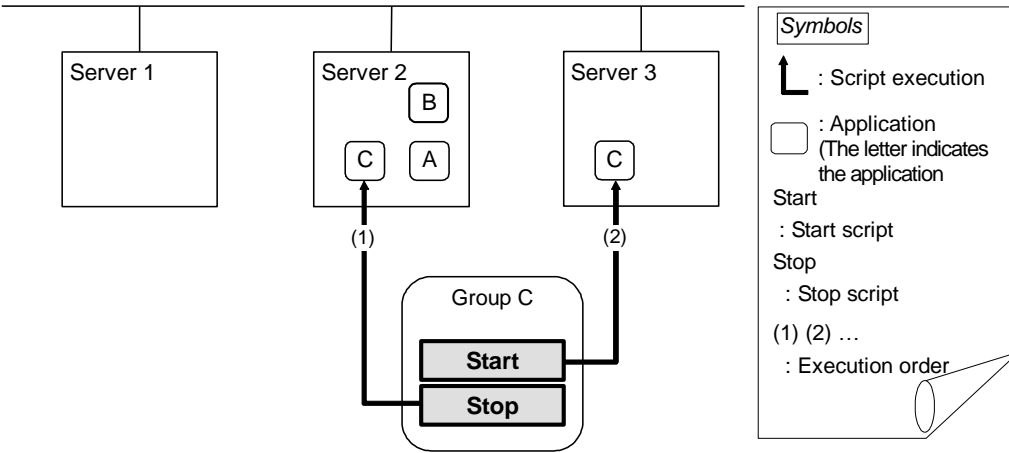 Server 1
Server 2
Server 3
B
C
A
C
(1)
(2)
Group C
Start
Stop
Symbols
: Script execution
: Application
(The letter indicates
the application
Start
: Start script
Stop
: Stop script
(1) (2) …
: Execution order